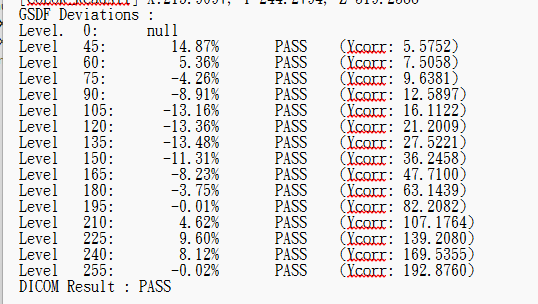 GSDF Deviations :
Level. 0: null
Level 45: 14.87% PASS (Ycorr: 5.5752)
Level 60: 5.36% PASS (Ycorr: 7.5058)
Level 75: -4.26% PASS (Ycorr: 9.6381)
Level 90: -8.91% PASS (Ycorr: 12.5897)
Level 105: -13.16% PASS (Ycorr: 16.1122)
Level 120: -13.36% PASS (Ycorr: 21.2009)
Level 135: -13.48% PASS (Ycorr: 27.5221)
Level 150: -11.31% PASS (Ycorr: 36.2458)
Level 165: -8.23% PASS (Ycorr: 47.7100)
Level 180: -3.75% PASS (Ycorr: 63.1439)
Level 195: -0.01% PASS (Ycorr: 82.2082)
Level 210: 4.62% PASS (Ycorr: 107.1764)
Level 225: 9.60% PASS (Ycorr: 139.2080)
Level 240: 8.12% PASS (Ycorr: 169.5355)
Level 255: -0.02% PASS (Ycorr: 192.8760)
DICOM Result : PASS